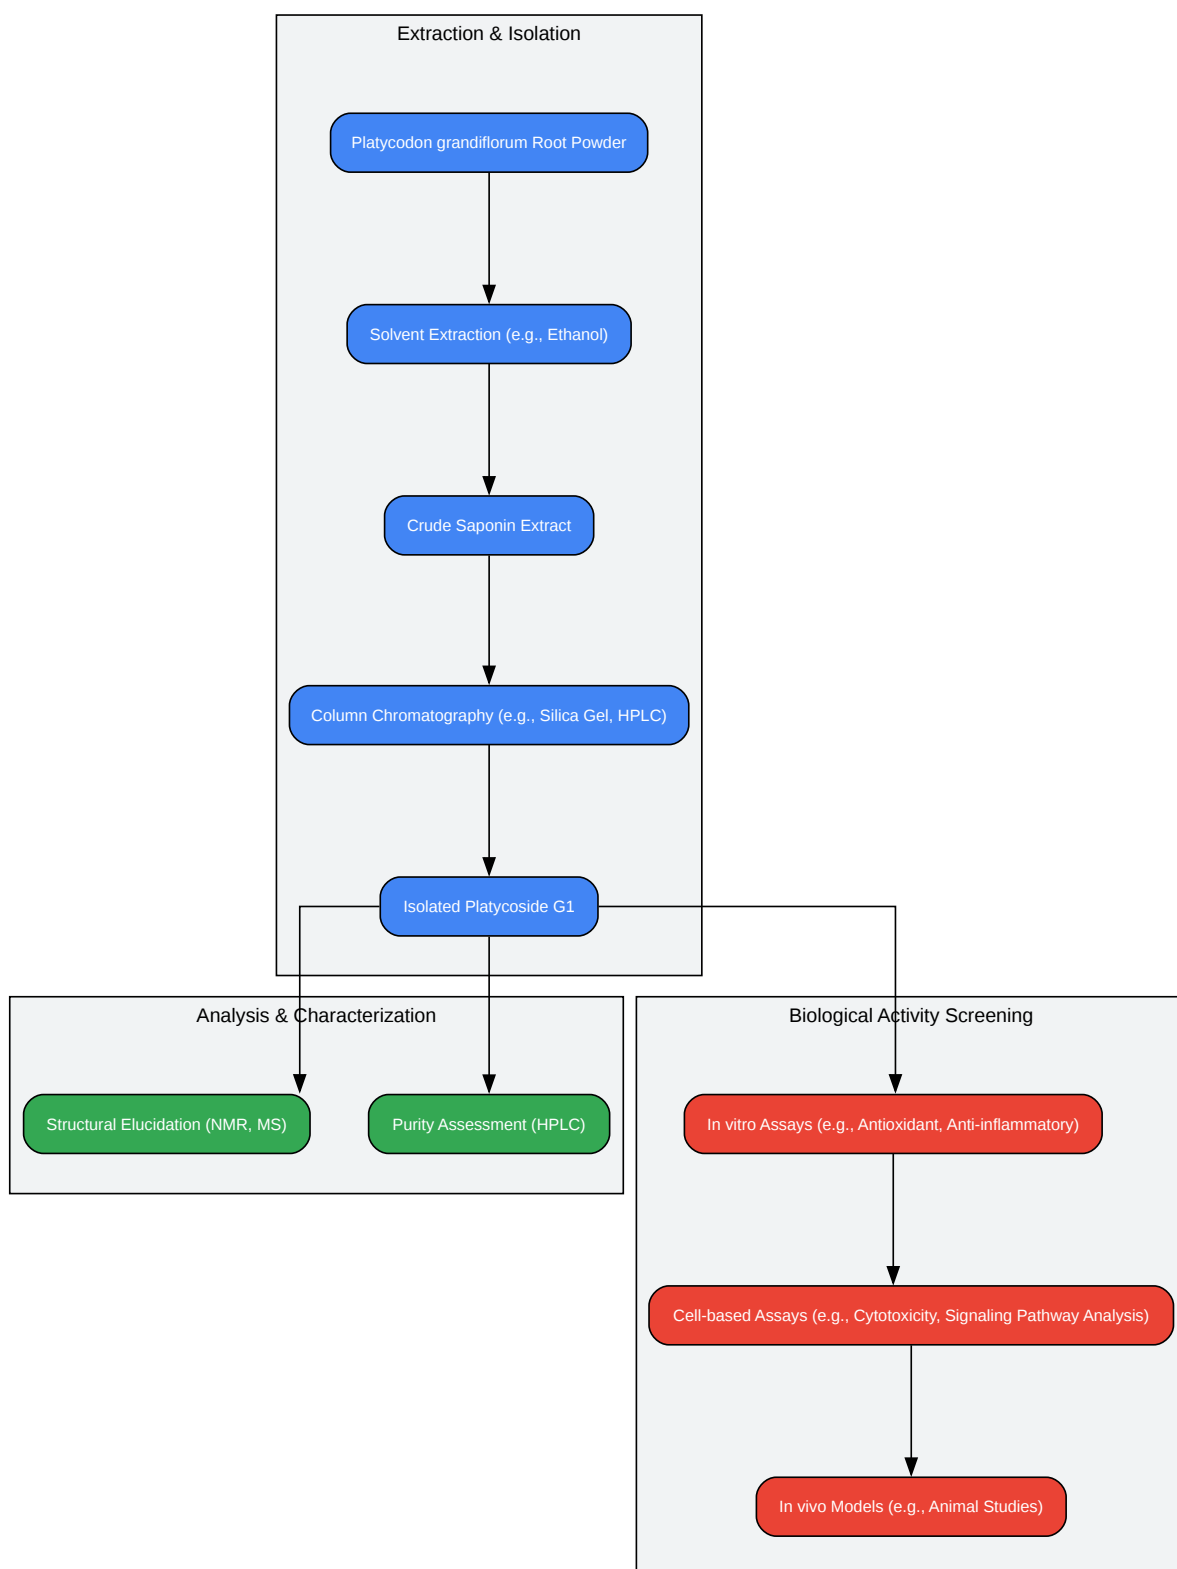 Extraction & Isolation
Platycodon grandiflorum Root Powder
Solvent Extraction (e.g., Ethanol)
Crude Saponin Extract
Column Chromatography (e.g., Silica Gel, HPLC)
Isolated Platycoside G1
Analysis & Characterization
Structural Elucidation (NMR, MS)
Purity Assessment (HPLC)
Biological Activity Screening
In vitro Assays (e.g., Antioxidant, Anti-inflammatory)
Cell-based Assays (e.g., Cytotoxicity, Signaling Pathway Analysis)
In vivo Models (e.g., Animal Studies)